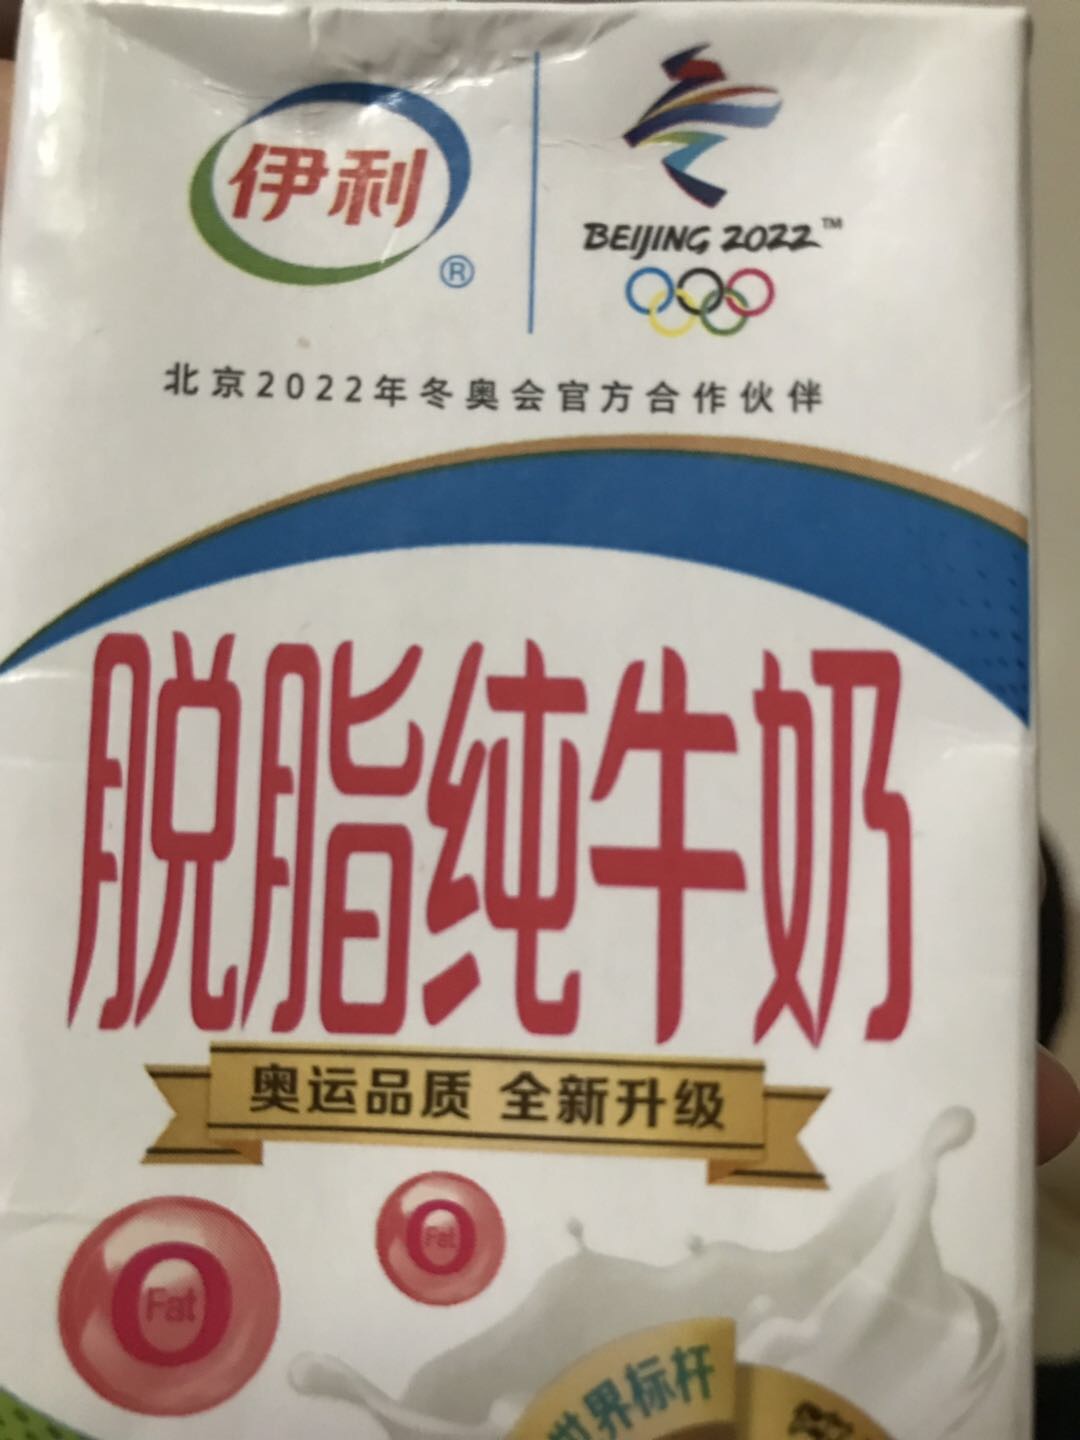 伊利
®
BEIJING 2022™
北京2022年冬奥会官方合作伙伴
脱脂纯牛奶
奥运品质 全新升级
0
Fat
0
Fat
世界标杆